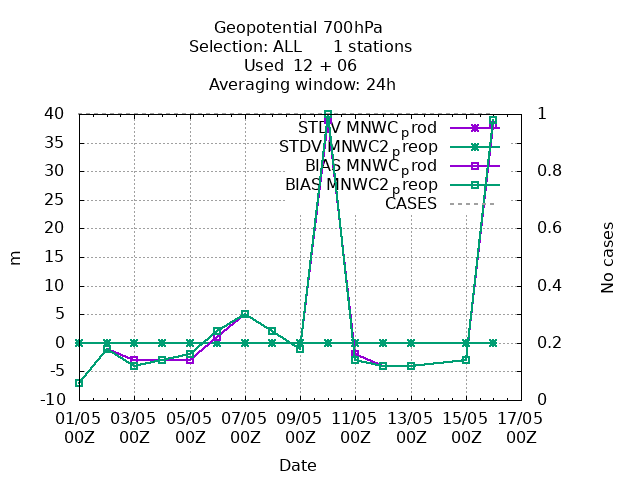 Geopotential 700hPa
Selection: ALL 1 stations
Used 12 + 06
Averaging window: 24h
40
35
30
25
20
15
10
5
0
-5
-10
m
1
0.8
0.6
0.4
0.2
0
No cases
STDV MNWC_prod
STDV MNWC2_preop
BIAS MNWC_prod
BIAS MNWC2_preop
CASES
01/05 03/05 05/05 07/05 09/05 11/05 13/05 15/05 17/05
00Z 00Z 00Z 00Z 00Z 00Z 00Z 00Z 00Z
Date